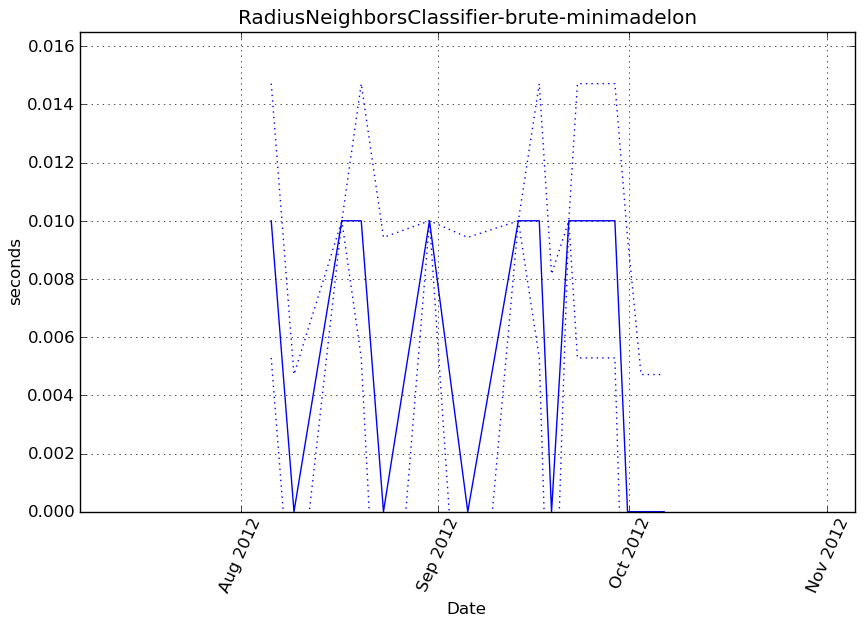 RadiusNeighborsClassifier-brute-minimadelon
0.016
0.014
0.012
0.010
0.008
0.006
0.004
0.002
0.000
seconds
Aug 2012
Sep 2012
Oct 2012
Nov 2012
Date